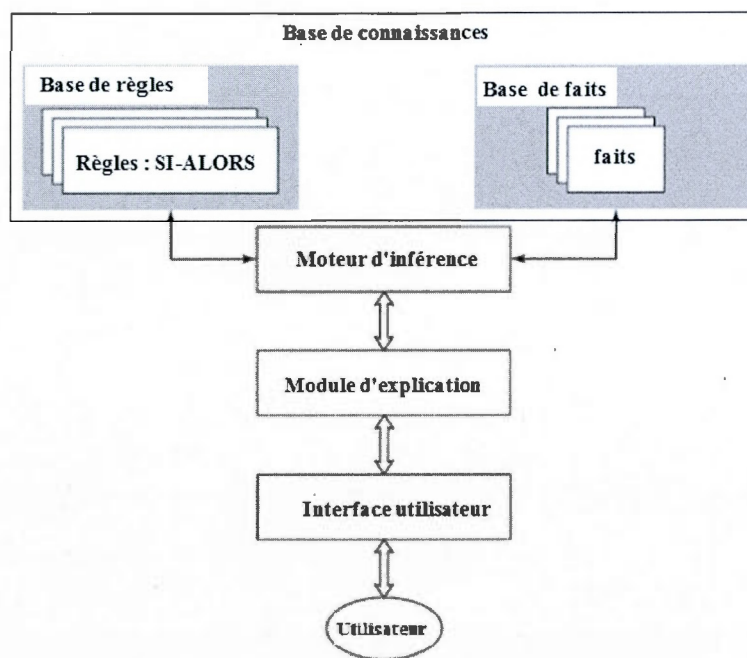 Base de connaissances
Base de règles
Base de faits
Règles : SI-ALORS
faits
Moteur d'inférence
Module d'explication
Interface utilisateur
Utilisateur